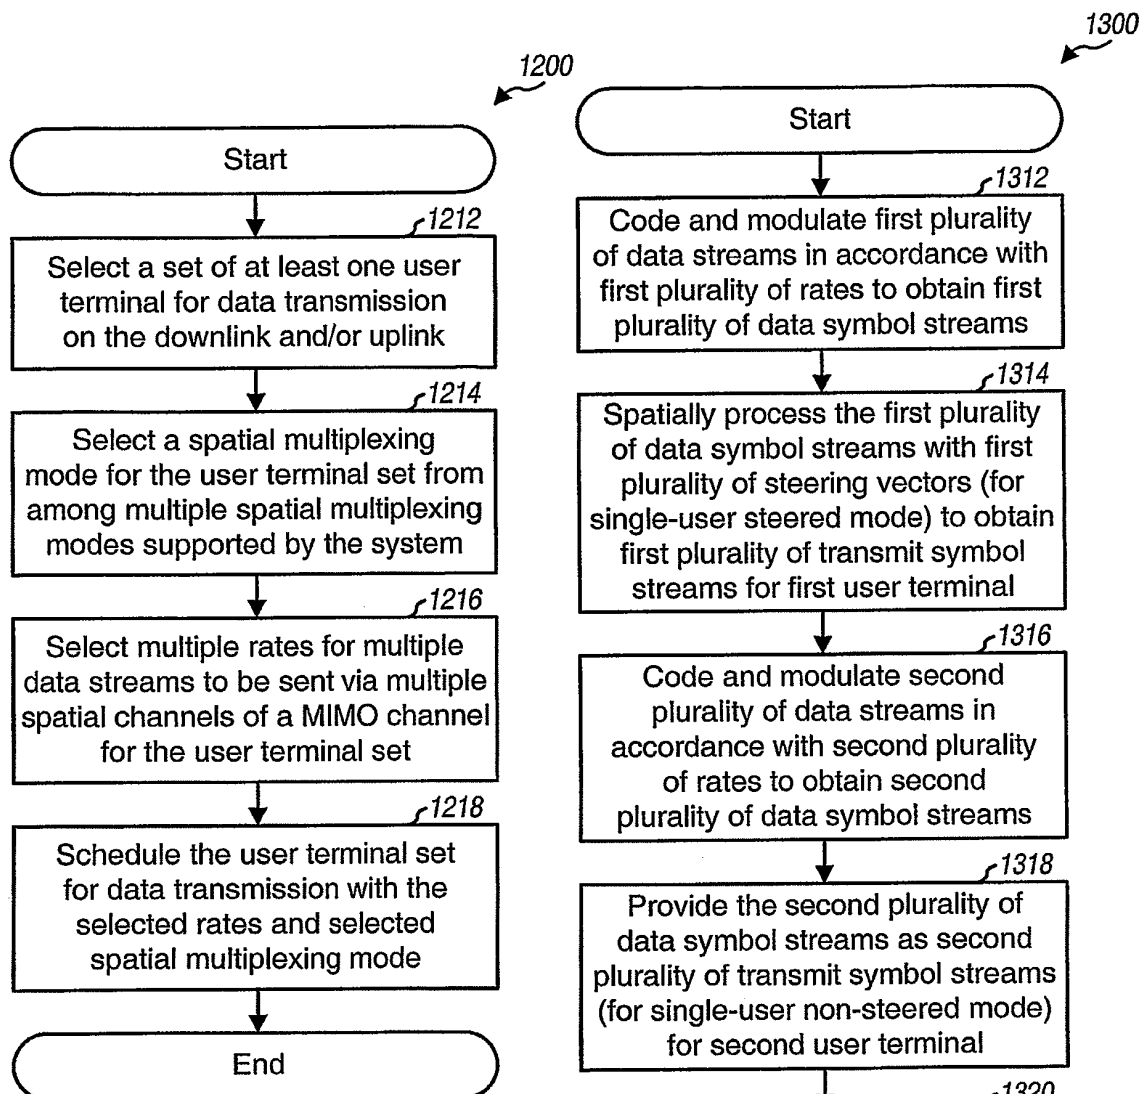 1200
Start
1212
Select a set of at least one user
terminal for data transmission
on the downlink and/or uplink
1214
Select a spatial multiplexing
mode for the user terminal set from
among multiple spatial multiplexing
modes supported by the system
1216
Select multiple rates for multiple
data streams to be sent via multiple
spatial channels of a MIMO channel
for the user terminal set
1218
Schedule the user terminal set
for data transmission with the
selected rates and selected
spatial multiplexing mode
End
1300
Start
1312
Code and modulate first plurality
of data streams in accordance with
first plurality of rates to obtain first
plurality of data symbol streams
1314
Spatially process the first plurality
of data symbol streams with first
plurality of steering vectors (for
single-user steered mode) to obtain
first plurality of transmit symbol
streams for first user terminal
1316
Code and modulate second
plurality of data streams in
accordance with second plurality
of rates to obtain second
plurality of data symbol streams
1318
Provide the second plurality of
data symbol streams as second
plurality of transmit symbol streams
(for single-user non-steered mode)
for second user terminal
1320